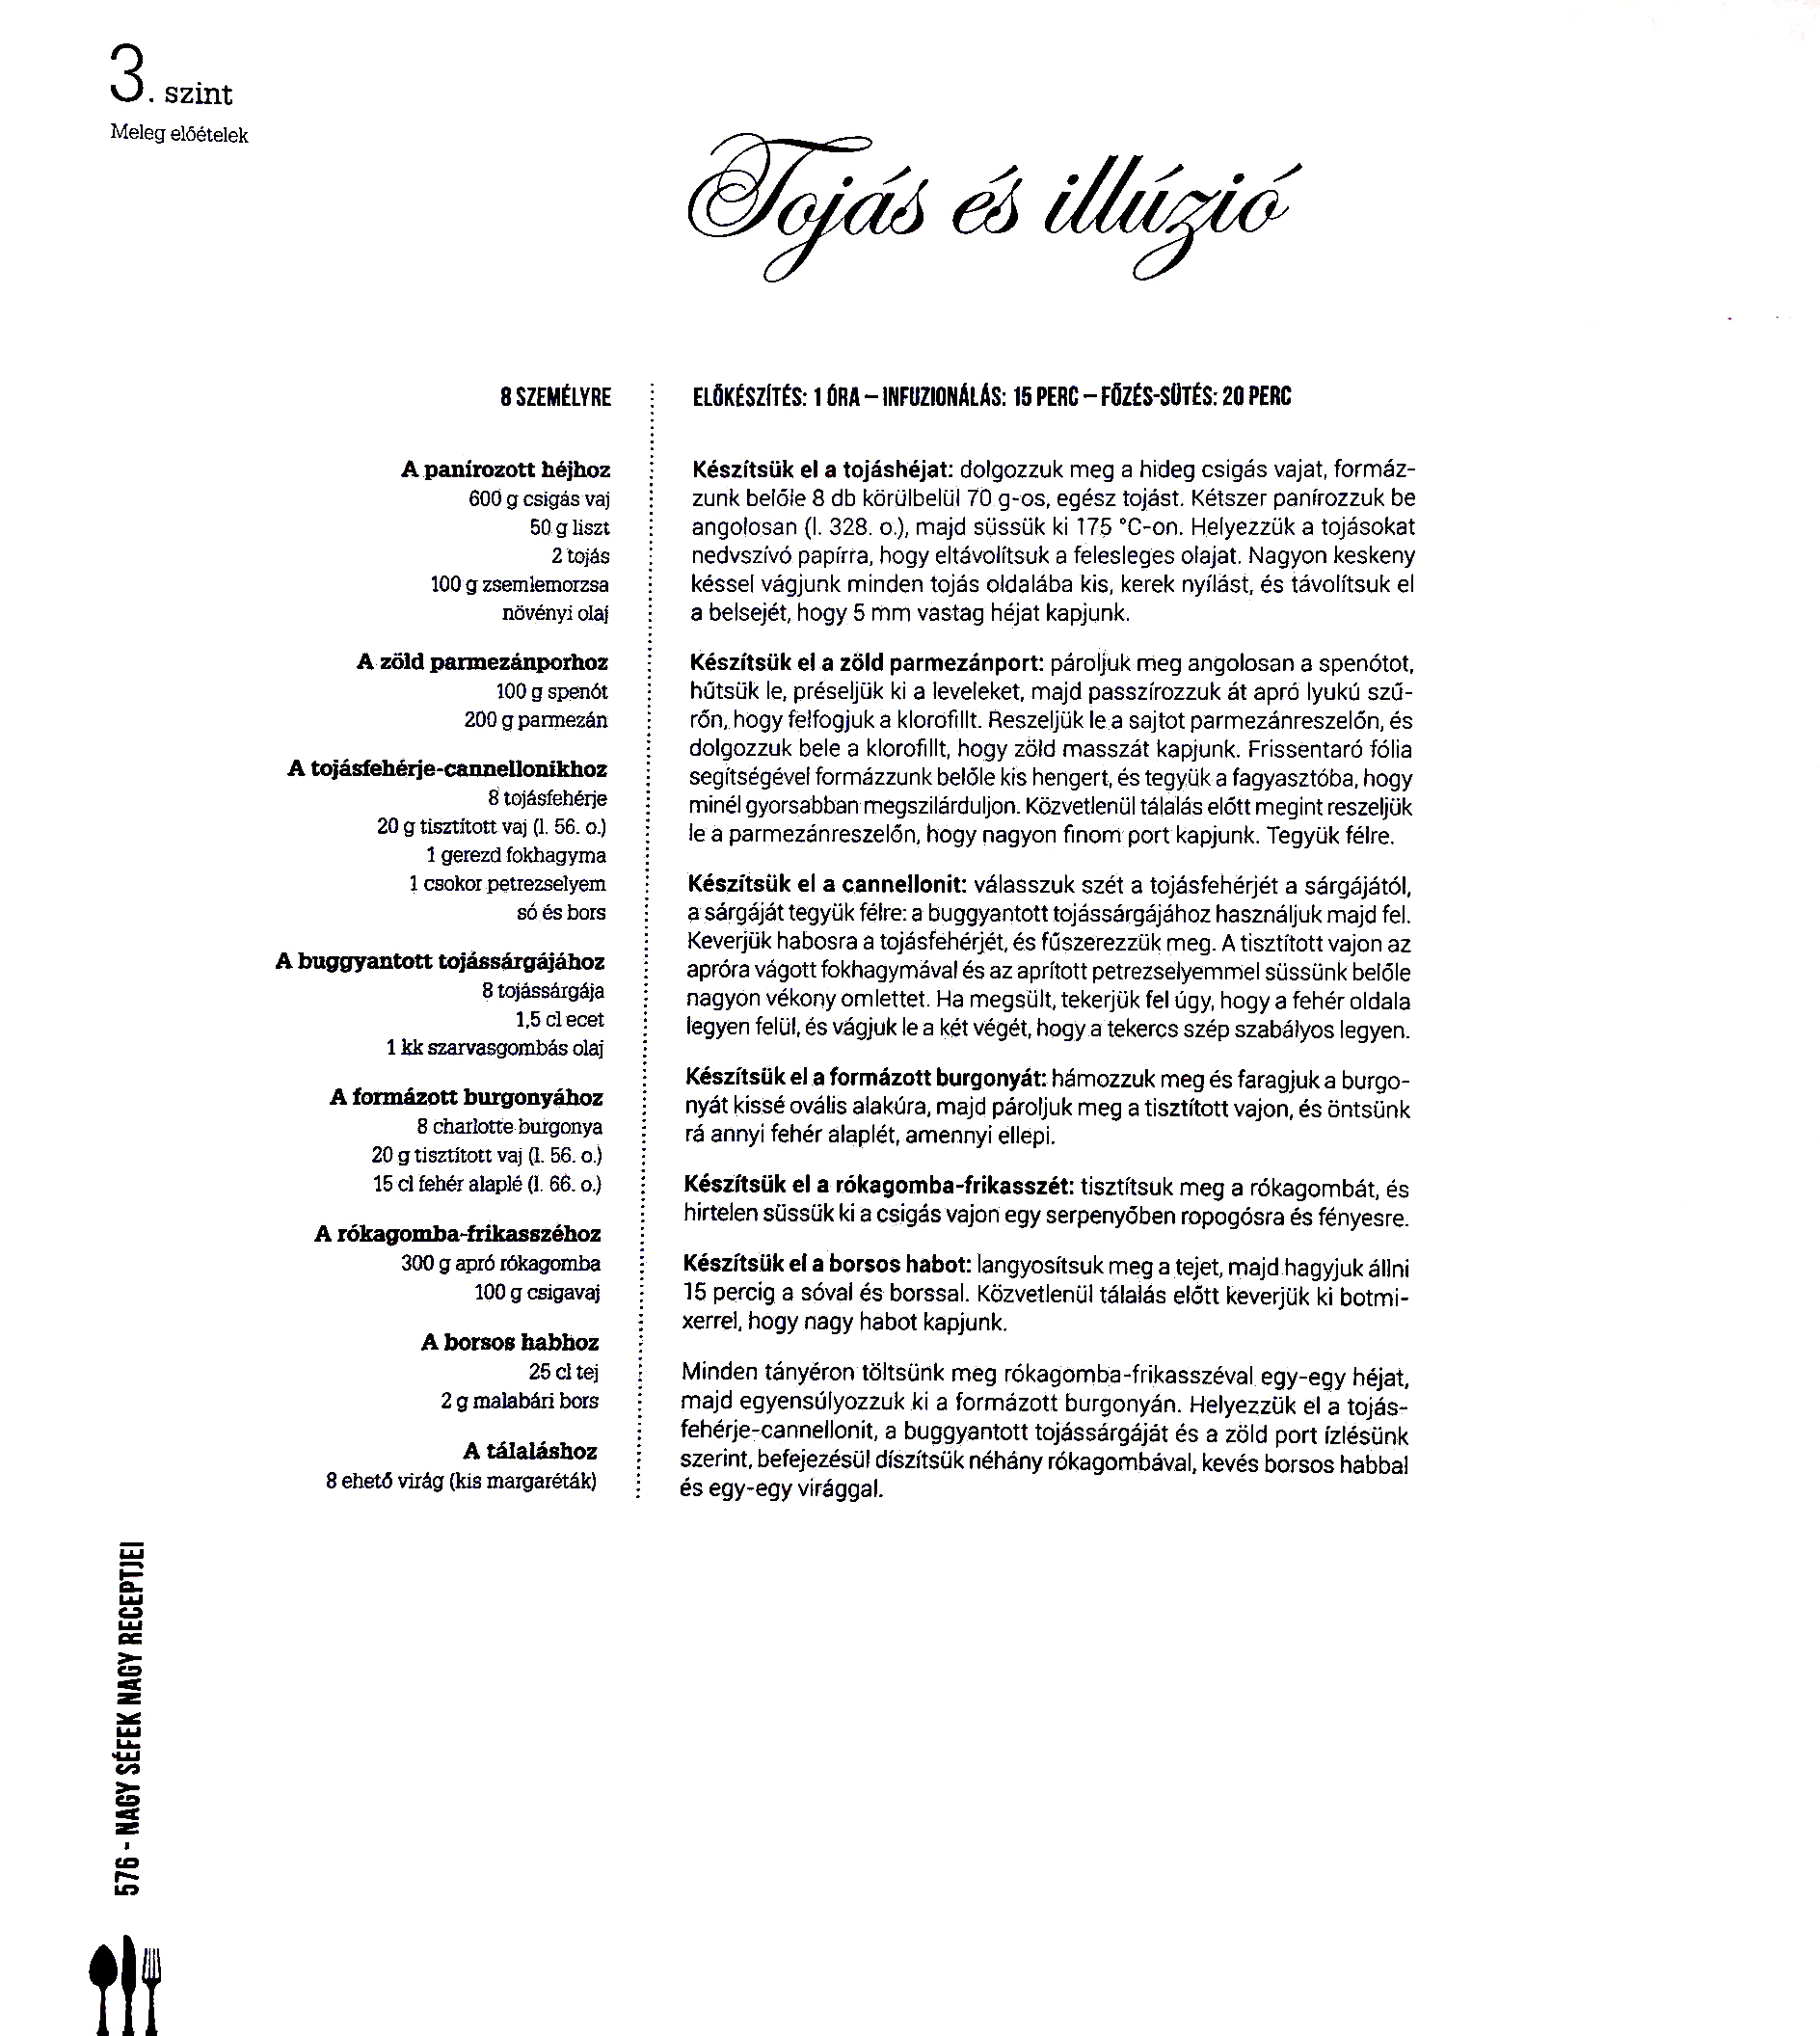 3. szint
Meleg előételek
Tojás és illúzió
8 SZEMÉLYRE
A panírozott héjhoz
600 g csigás vaj
50 g liszt
2 tojás
100 g zsemlemorzsa
növényi olaj
A zöld parmezánporhoz
100 g spenót
200 g parmezán
A tojásfehérje-cannellonikhoz
8 tojásfehérje
20 g tisztított vaj (l. 56. o.)
1 gerezd fokhagyma
1 csokor petrezselyem
só és bors
A buggyantott tojássárgájához
8 tojássárgája
1,5 cl ecet
1 kk szarvasgombás olaj
A formázott burgonyához
8 charlotte burgonya
20 g tisztított vaj (l. 56. o.)
15 cl fehér alaplé (l. 66. o.)
A rókagomba-frikasszéhoz
300 g apró rókagomba
100 g csigavaj
A borsos habhoz
25 cl tej
2 g malabári bors
A tálaláshoz
8 ehető virág (kis margaréták)
ELŐKÉSZÍTÉS: 1 ÓRA – INFUZIONÁLÁS: 15 PERC – FŐZÉS-SÜTÉS: 20 PERC
Készítsük el a tojáshéjat: dolgozzuk meg a hideg csigás vajat, formáz-
zunk belőle 8 db körülbelül 70 g-os, egész tojást. Kétszer panírozzuk be
angolosan (l. 328. o.), majd süssük ki 175 °C-on. Helyezzük a tojásokat
nedvszívó papírra, hogy eltávolítsuk a felesleges olajat. Nagyon keskeny
késsel vágjunk minden tojás oldalába kis, kerek nyílást, és távolítsuk el
a belsejét, hogy 5 mm vastag héjat kapjunk.
Készítsük el a zöld parmezánport: pároljuk meg angolosan a spenótot,
hűtsük le, préseljük ki a leveleket, majd passzírozzuk át apró lyukú szű-
rőn, hogy felfogjuk a klorofillt. Reszeljük le a sajtot parmezánreszelőn, és
dolgozzuk bele a klorofillt, hogy zöld masszát kapjunk. Frissentaró fólia
segítségével formázzunk belőle kis hengert, és tegyük a fagyasztóba, hogy
minél gyorsabban megszilárduljon. Közvetlenül tálalás előtt megint reszeljük
le a parmezánreszelőn, hogy nagyon finom port kapjunk. Tegyük félre.
Készítsük el a cannellonit: válasszuk szét a tojásfehérjét a sárgájától,
a sárgáját tegyük félre: a buggyantott tojássárgájához használjuk majd fel.
Keverjük habosra a tojásfehérjét, és fűszerezzük meg. A tisztított vajon az
apróra vágott fokhagymával és az aprított petrezselyemmel süssünk belőle
nagyon vékony omlettet. Ha megsült, tekerjük fel úgy, hogy a fehér oldala
legyen felül, és vágjuk le a két végét, hogy a tekercs szép szabályos legyen.
Készítsük el a formázott burgonyát: hámozzuk meg és faragjuk a burgo-
nyát kissé ovális alakúra, majd pároljuk meg a tisztított vajon, és öntsünk
rá annyi fehér alaplét, amennyi ellepi.
Készítsük el a rókagomba-frikasszét: tisztítsuk meg a rókagombát, és
hirtelen süssük ki a csigás vajon egy serpenyőben ropogósra és fényesre.
Készítsük el a borsos habot: langyosítsuk meg a tejet, majd hagyjuk állni
15 percig a sóval és borssal. Közvetlenül tálalás előtt keverjük ki botmi-
xerrel, hogy nagy habot kapjunk.
Minden tányéron töltsünk meg rókagomba-frikasszéval egy-egy héjat,
majd egyensúlyozzuk ki a formázott burgonyán. Helyezzük el a tojás-
fehérje-cannellonit, a buggyantott tojássárgáját és a zöld port ízlésünk
szerint, befejezésül díszítsük néhány rókagombával, kevés borsos habbal
és egy-egy virággal.
576 - NAGY SÉFEK NAGY RECEPTJEI